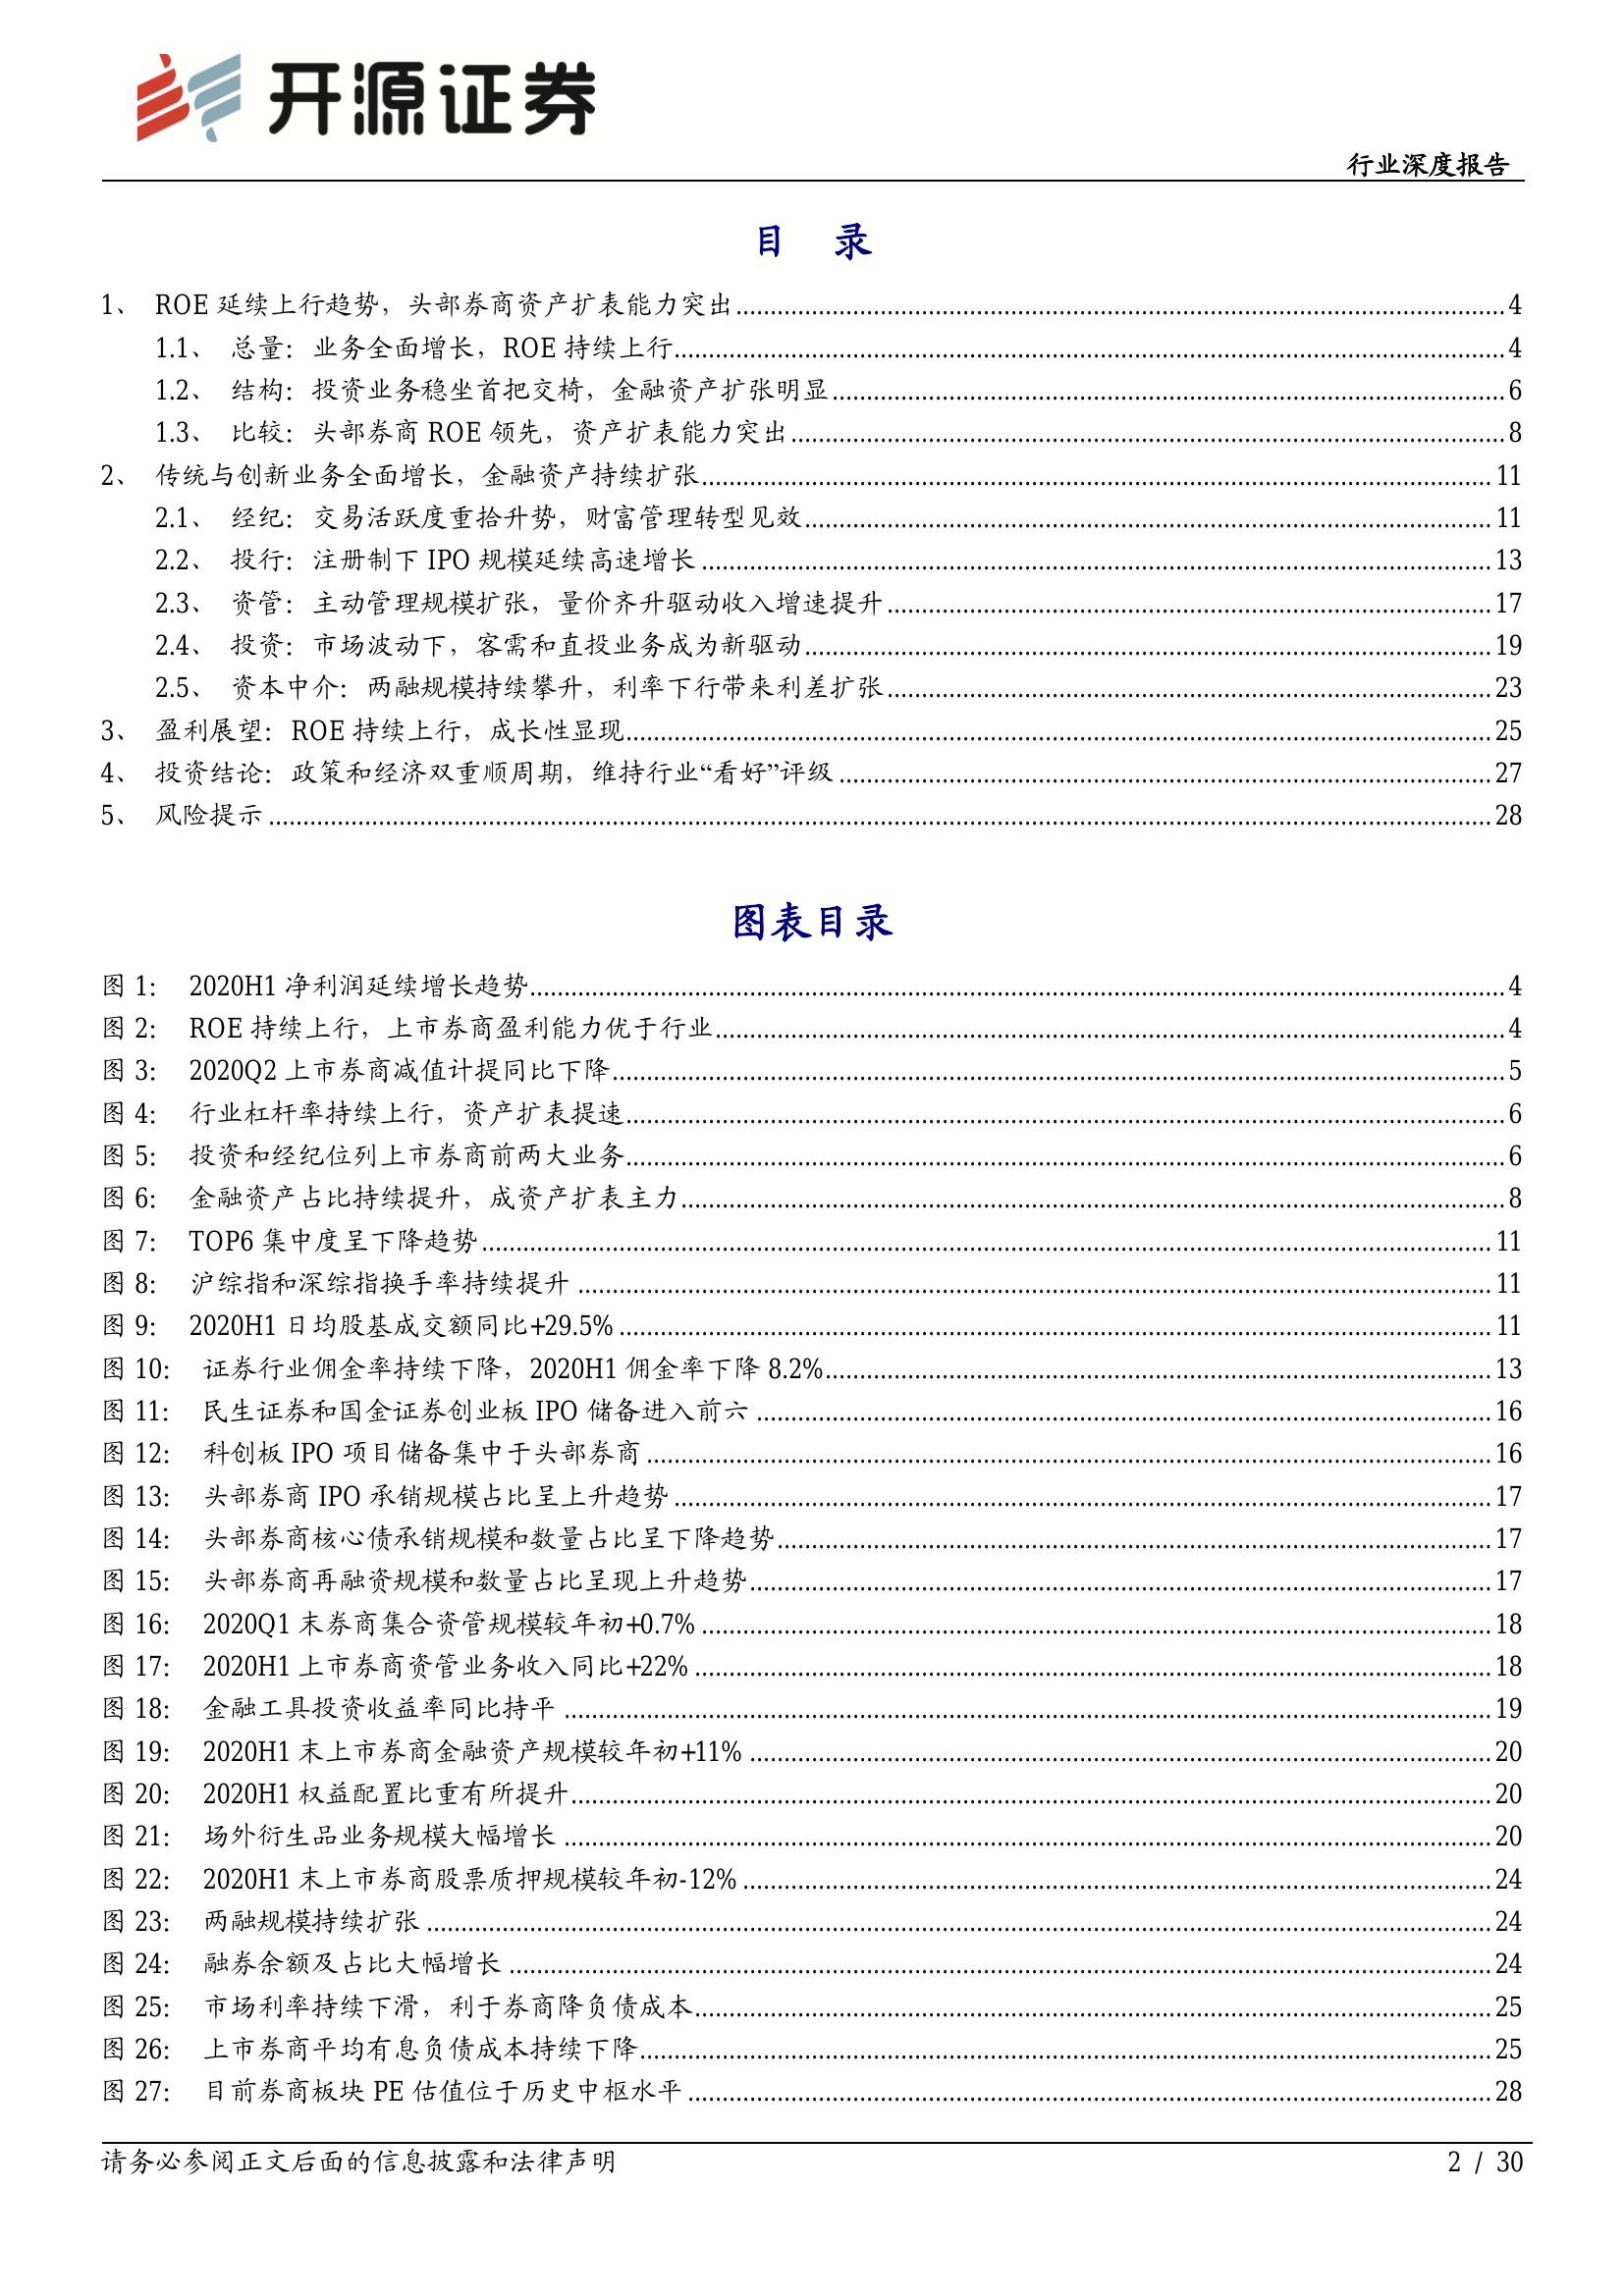 开源证券
行业深度报告
目 录
1、 ROE 延续上行趋势，头部券商资产扩表能力突出 4
1.1、 总量：业务全面增长，ROE 持续上行 4
1.2、 结构：投资业务稳坐首把交椅，金融资产扩张明显 6
1.3、 比较：头部券商 ROE 领先，资产扩表能力突出 8
2、 传统与创新业务全面增长，金融资产持续扩张 11
2.1、 经纪：交易活跃度重拾升势，财富管理转型见效 11
2.2、 投行：注册制下 IPO 规模延续高速增长 13
2.3、 资管：主动管理规模扩张，量价齐升驱动收入增速提升 17
2.4、 投资：市场波动下，客需和直投业务成为新驱动 19
2.5、 资本中介：两融规模持续攀升，利率下行带来利差扩张 23
3、 盈利展望：ROE 持续上行，成长性显现 25
4、 投资结论：政策和经济双重顺周期，维持行业“看好”评级 27
5、 风险提示 28
图表目录
图 1： 2020H1 净利润延续增长趋势 4
图 2： ROE 持续上行，上市券商盈利能力优于行业 4
图 3： 2020Q2 上市券商减值计提同比下降 5
图 4： 行业杠杆率持续上行，资产扩表提速 6
图 5： 投资和经纪位列上市券商前两大业务 6
图 6： 金融资产占比持续提升，成资产扩表主力 8
图 7： TOP6 集中度呈下降趋势 11
图 8： 沪综指和深综指换手率持续提升 11
图 9： 2020H1 日均股基成交额同比+29.5% 11
图 10： 证券行业佣金率持续下降，2020H1 佣金率下降 8.2% 13
图 11： 民生证券和国金证券创业板 IPO 储备进入前六 16
图 12： 科创板 IPO 项目储备集中于头部券商 16
图 13： 头部券商 IPO 承销规模占比呈上升趋势 17
图 14： 头部券商核心债承销规模和数量占比呈下降趋势 17
图 15： 头部券商再融资规模和数量占比呈现上升趋势 17
图 16： 2020Q1 末券商集合资管规模较年初+0.7% 18
图 17： 2020H1 上市券商资管业务收入同比+22% 18
图 18： 金融工具投资收益率同比持平 19
图 19： 2020H1 末上市券商金融资产规模较年初+11% 20
图 20： 2020H1 权益配置比重有所提升 20
图 21： 场外衍生品业务规模大幅增长 20
图 22： 2020H1 末上市券商股票质押规模较年初-12% 24
图 23： 两融规模持续扩张 24
图 24： 融券余额及占比大幅增长 24
图 25： 市场利率持续下滑，利于券商降负债成本 25
图 26： 上市券商平均有息负债成本持续下降 25
图 27： 目前券商板块 PE 估值位于历史中枢水平 28
请务必参阅正文后面的信息披露和法律声明 2 / 30